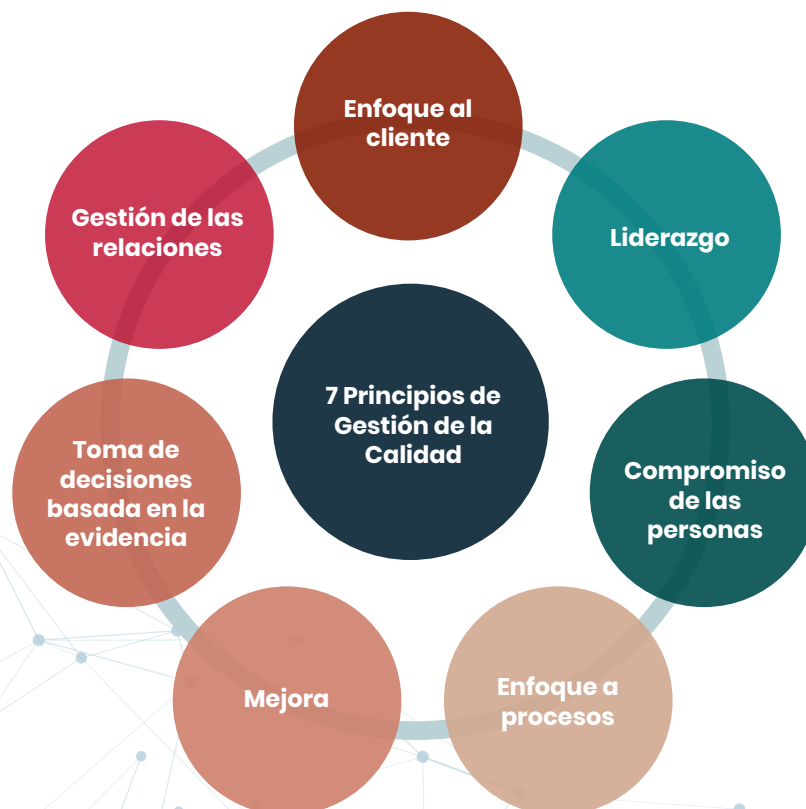 Enfoque al
cliente
Liderazgo
Compromiso
de las
personas
Enfoque a
procesos
Mejora
Toma de
decisiones
basada en la
evidencia
Gestión de las
relaciones
7 Principios de
Gestión de la
Calidad